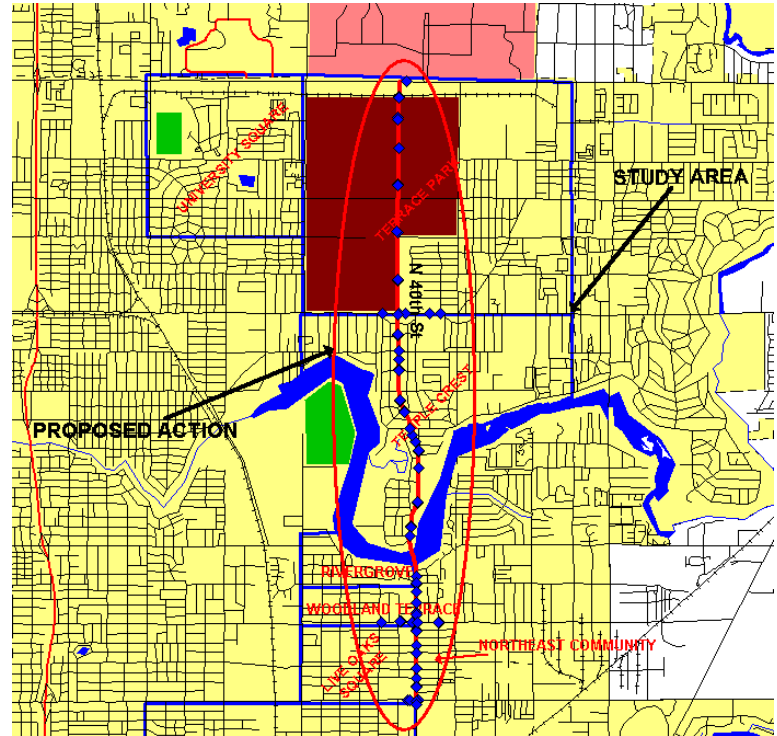 UNIVERSITY SQUARE
TERRACE PARK
STUDY AREA
N 40th St
TEMPLE CREST
PROPOSED ACTION
RIVERGROVE
WOODLAND TERRACE
LIVE OAKS
SQUARE
NORTHEAST COMMUNITY